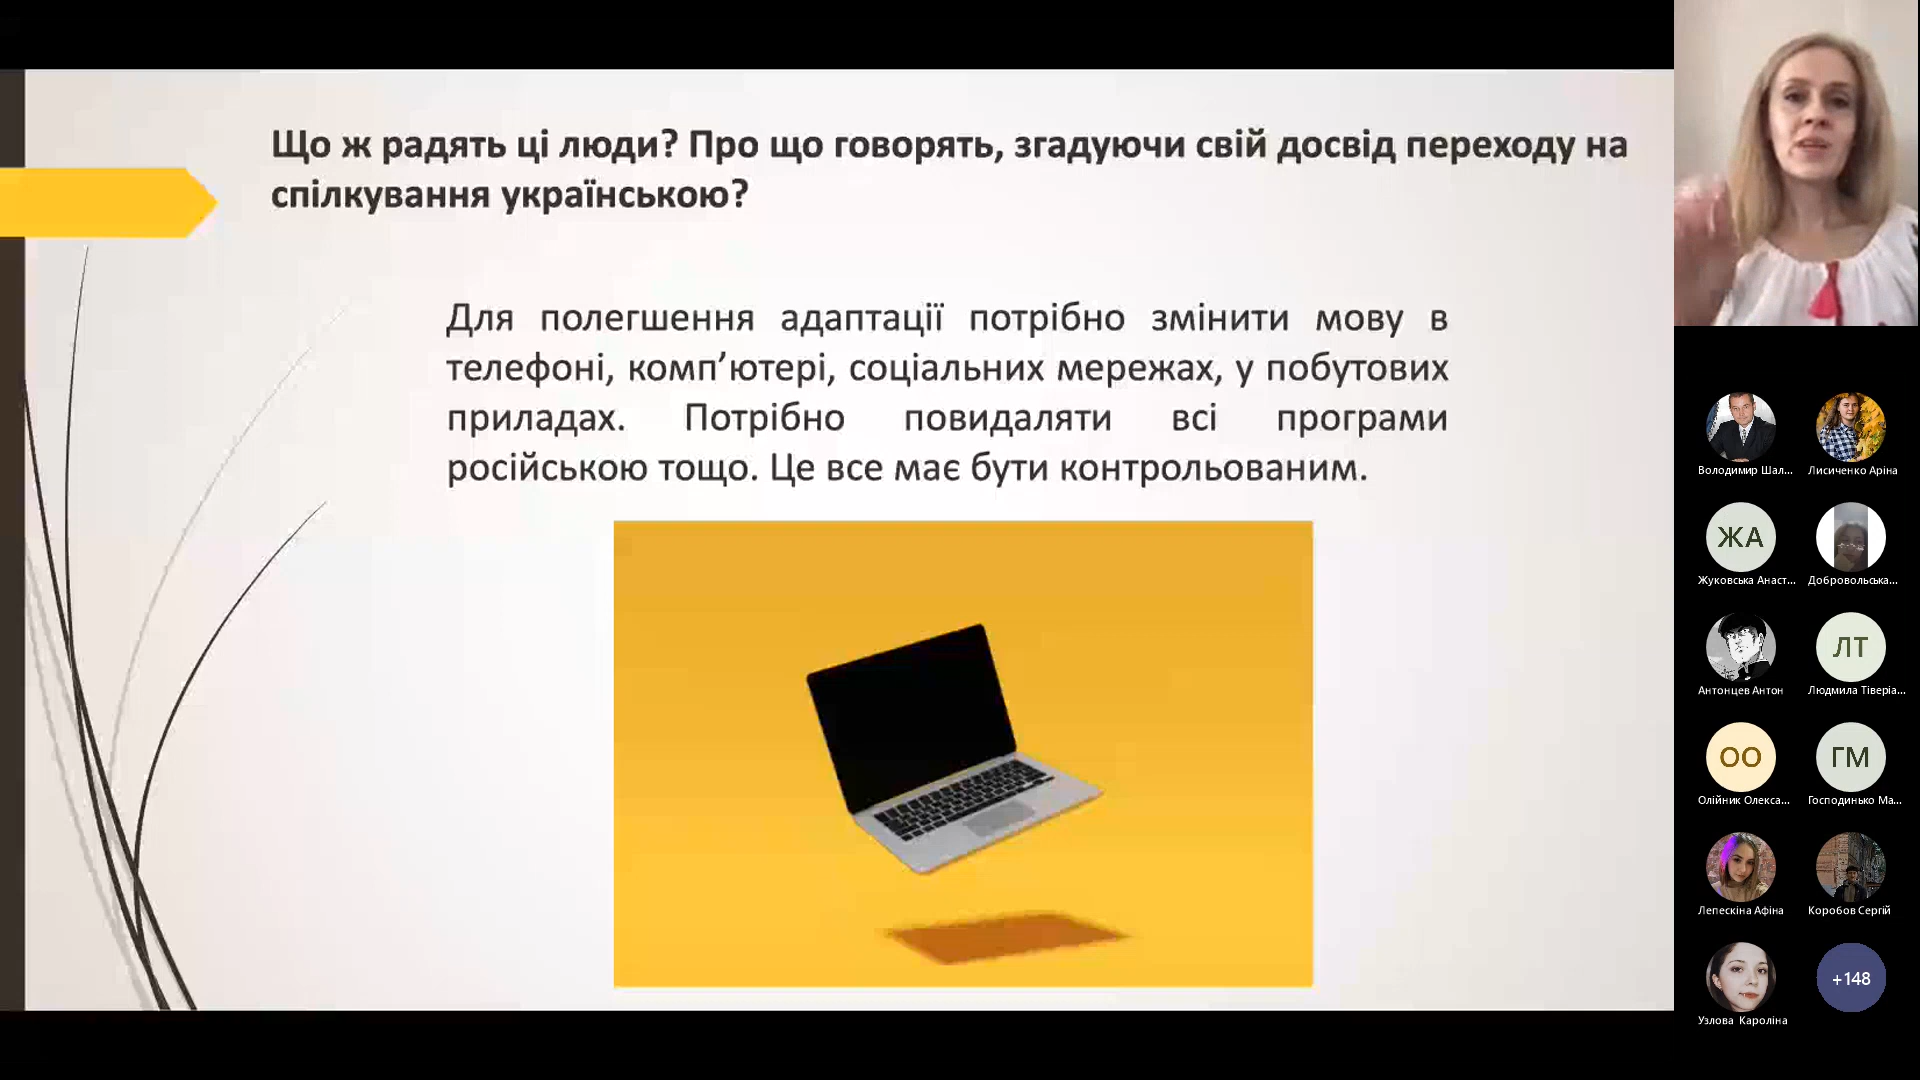 Що ж радять ці люди? Про що говорять, згадуючи свій досвід переходу на
спілкування українською?
Для полегшення адаптації потрібно змінити мову в
телефоні, комп’ютері, соціальних мережах, у побутових
приладах. Потрібно повидаляти всі програми
російською тощо. Це все має бути контрольованим.
Володимир Шал...
Лисиченко Аріна
ЖА
Жуковська Анаст...
Добровольська...
Антонцев Антон
ЛТ
Людмила Тіверіа...
ОО
Олійник Олекса...
ГМ
Господинько Ма...
Лепескіна Афіна
Коробов Сергій
Узлова Кароліна
+148